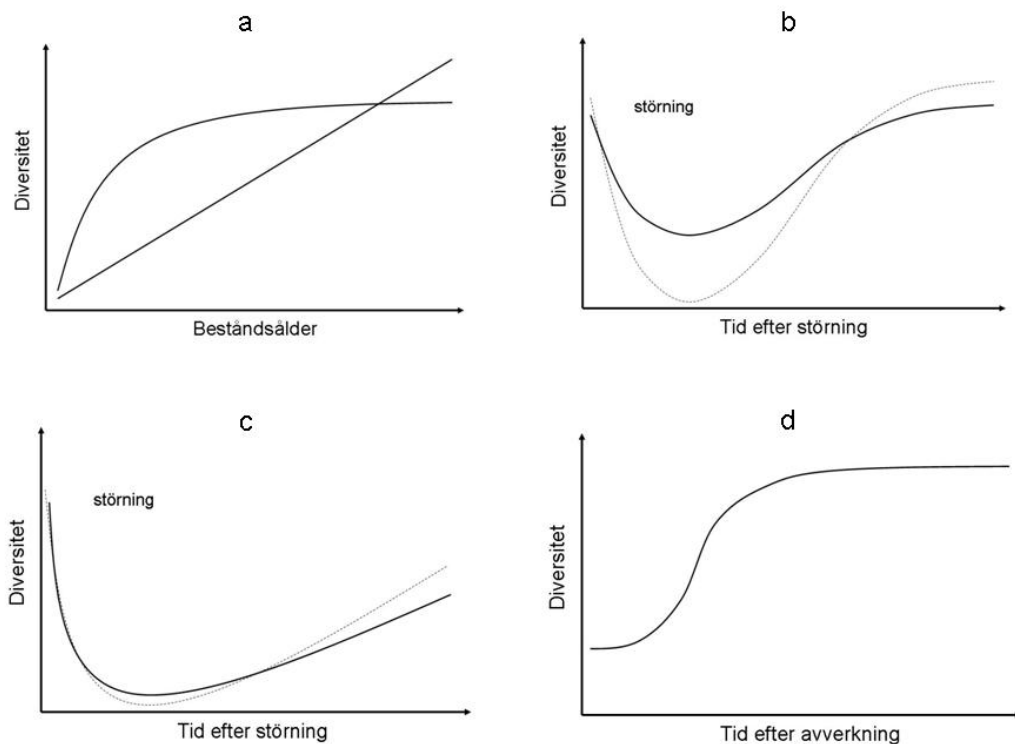 a
Diversitet
Beståndsålder
b
störning
Diversitet
Tid efter störning
c
störning
Diversitet
Tid efter störning
d
Diversitet
Tid efter avverkning